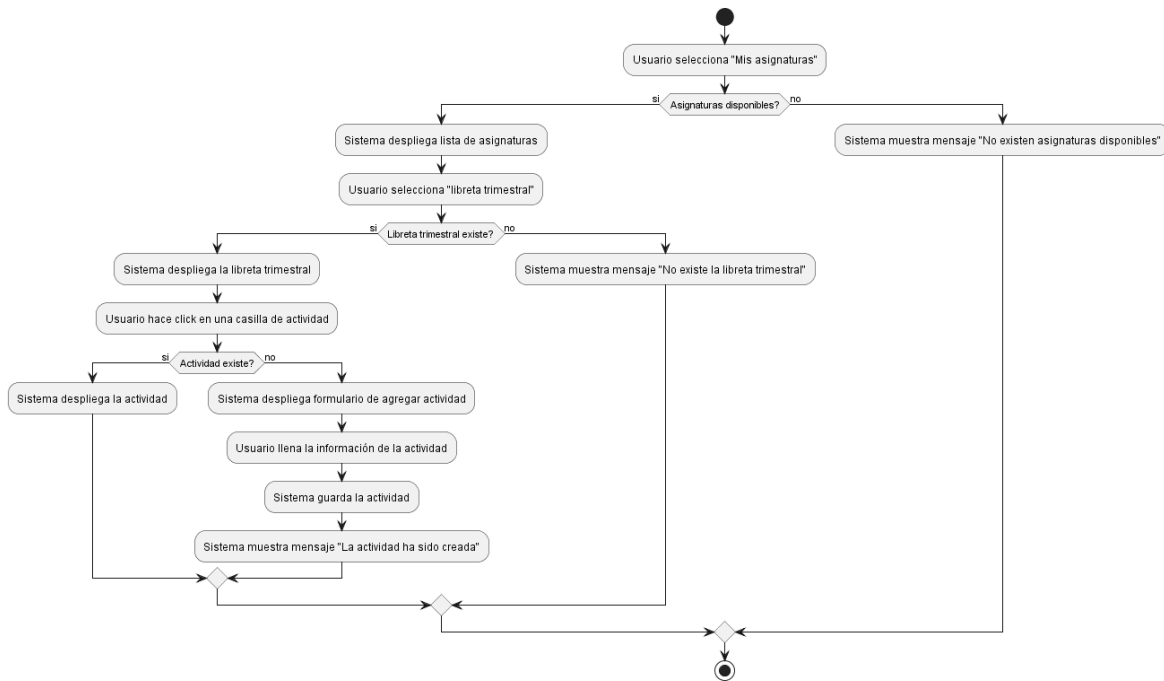 Usuario selecciona "Mis asignaturas"
si
Asignaturas disponibles?
no
Sistema despliega lista de asignaturas
Sistema muestra mensaje "No existen asignaturas disponibles"
Usuario selecciona "libreta trimestral"
si
Libreta trimestral existe?
no
Sistema despliega la libreta trimestral
Sistema muestra mensaje "No existe la libreta trimestral"
Usuario hace click en una casilla de actividad
si
Actividad existe?
no
Sistema despliega la actividad
Sistema despliega formulario de agregar actividad
Usuario llena la información de la actividad
Sistema guarda la actividad
Sistema muestra mensaje "La actividad ha sido creada"